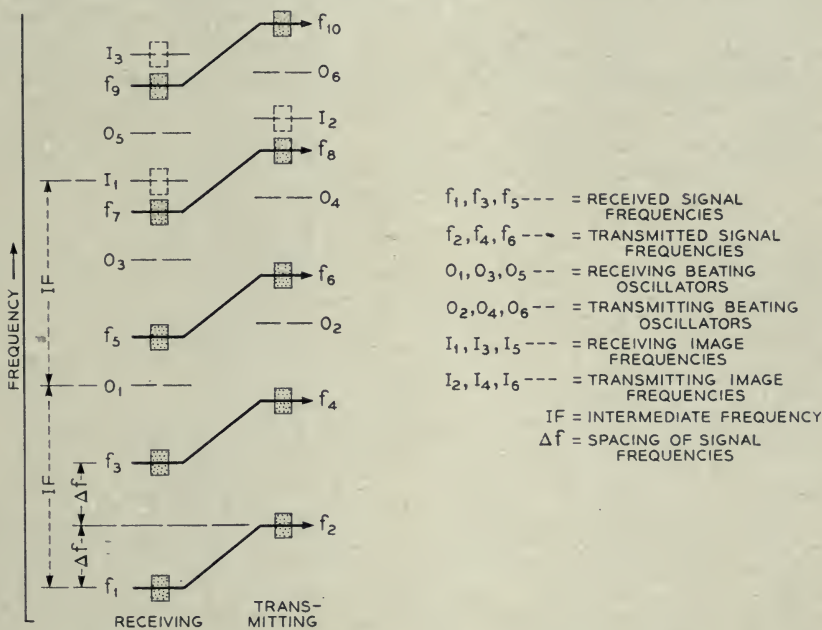 FREQUENCY
f10
I3
O6
f9
I2
O5
f8
I1
O4
f7
O3
IF
f6
O2
f5
O1
f4
f3
IF
Δf
f2
Δf
f1
RECEIVING
TRANS-
MITTING
f1, f3, f5--- = RECEIVED SIGNAL
FREQUENCIES
f2, f4, f6--- = TRANSMITTED SIGNAL
FREQUENCIES
O1, O3, O5-- = RECEIVING BEATING
OSCILLATORS
O2, O4, O6-- = TRANSMITTING BEATING
OSCILLATORS
I1, I3, I5--- = RECEIVING IMAGE
FREQUENCIES
I2, I4, I6--- = TRANSMITTING IMAGE
FREQUENCIES
IF = INTERMEDIATE FREQUENCY
Δf = SPACING OF SIGNAL
FREQUENCIES